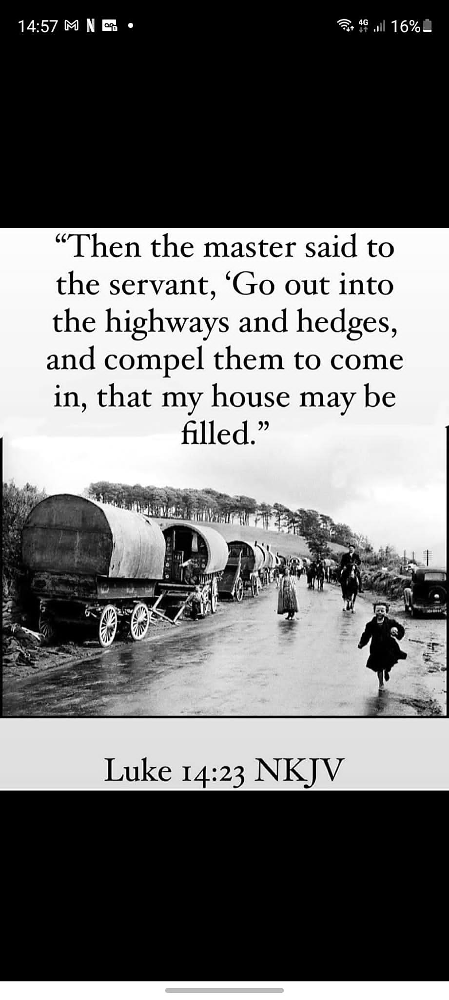 14:57
4G
16%
“Then the master said to
the servant, ‘Go out into
the highways and hedges,
and compel them to come
in, that my house may be
filled.”
Luke 14:23 NKJV